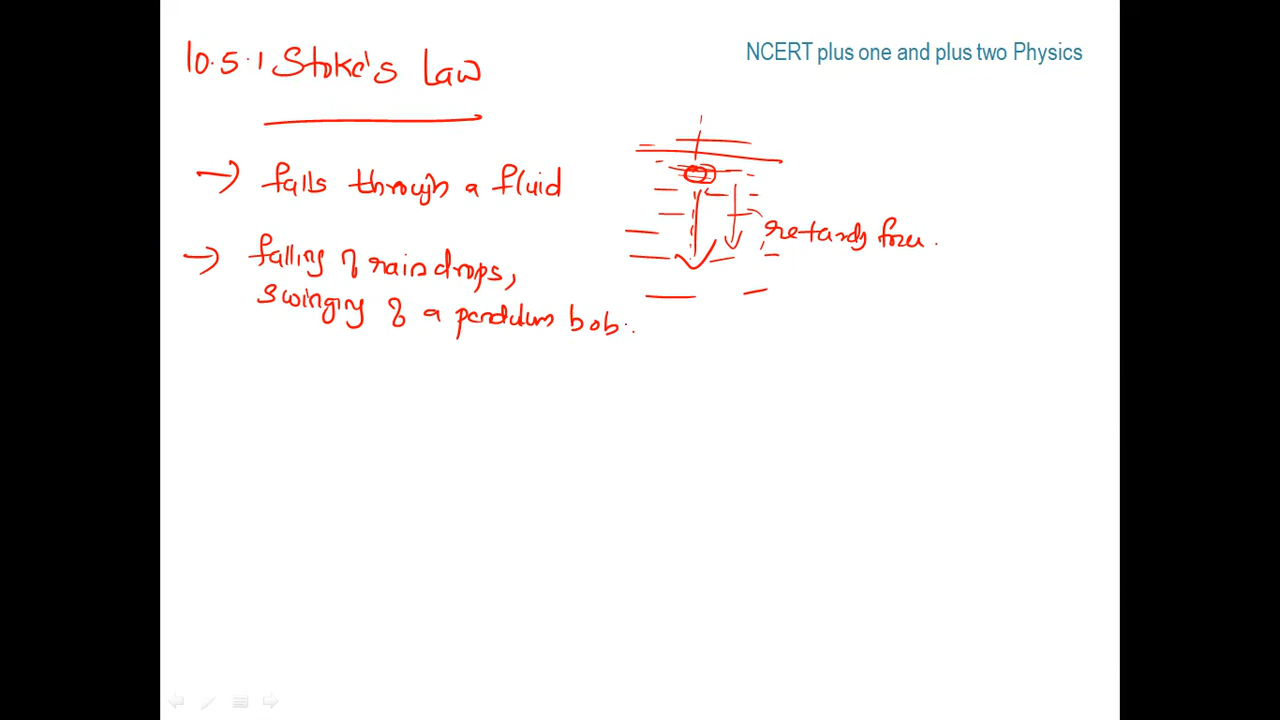 10.5.1 Stoke's Law
NCERT plus one and plus two Physics
→ falls through a fluid
retards force.
→ falling of raindrops,
swinging of a pendulum bob.